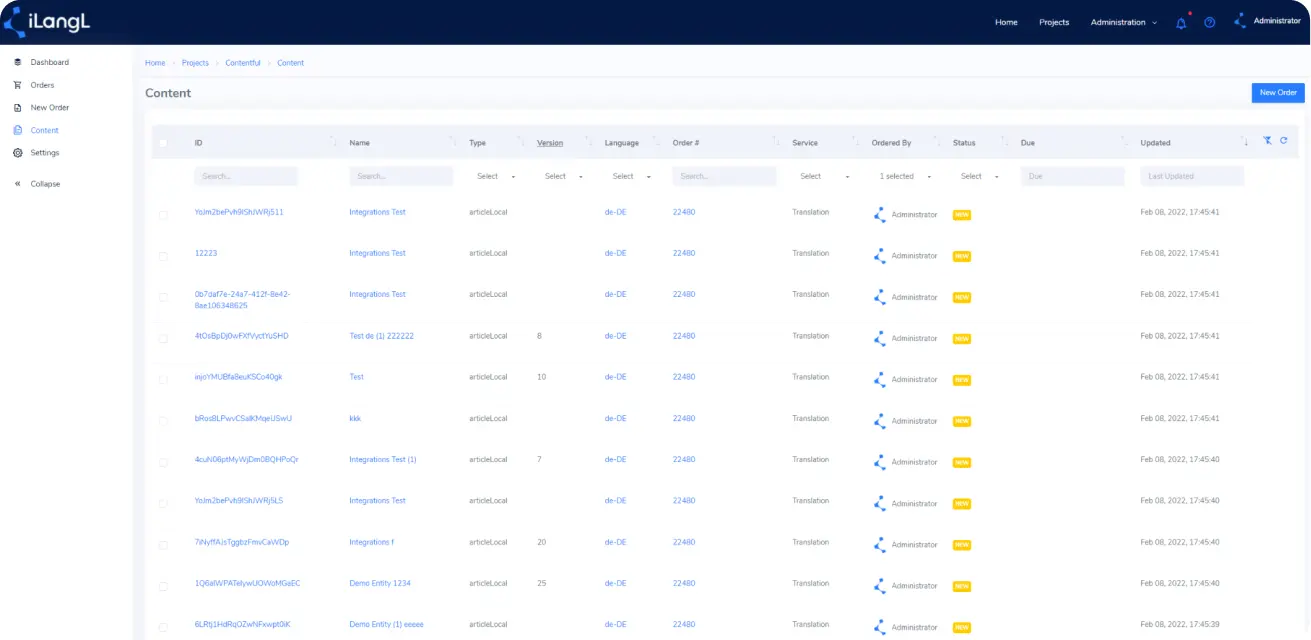 iLangL
Home Projects Administration Administrator
Dashboard
Orders
New Order
Content
Settings
Collapse
Home Projects Contentful Content
Content
New Order
ID Name Type Version Language Order # Service Ordered By Status Due Updated
Search... Search... Select Select Select Search... Select 1 selected Select Due Last Updated
Integrations Test articleLocal de-DE 22480 Translation Administrator NEW Feb 08, 2022, 17:45:41
12223 Integrations Test articleLocal de-DE 22480 Translation Administrator NEW Feb 08, 2022, 17:45:41
0b7daf7e-24a7-412f-8e42- Integrations Test articleLocal de-DE 22480 Translation Administrator NEW Feb 08, 2022, 17:45:41
8ae106348625
Test de (1) 222222 articleLocal 8 de-DE 22480 Translation Administrator NEW Feb 08, 2022, 17:45:41
Test articleLocal 10 de-DE 22480 Translation Administrator NEW Feb 08, 2022, 17:45:41
kkk articleLocal de-DE 22480 Translation Administrator NEW Feb 08, 2022, 17:45:41
Integrations Test (1) articleLocal 7 de-DE 22480 Translation Administrator NEW Feb 08, 2022, 17:45:40
Integrations Test articleLocal de-DE 22480 Translation Administrator NEW Feb 08, 2022, 17:45:40
Integrations f articleLocal 20 de-DE 22480 Translation Administrator NEW Feb 08, 2022, 17:45:40
Demo Entity 1234 articleLocal 25 de-DE 22480 Translation Administrator NEW Feb 08, 2022, 17:45:40
Demo Entity (1) eeeee articleLocal de-DE 22480 Translation Administrator NEW Feb 08, 2022, 17:45:39